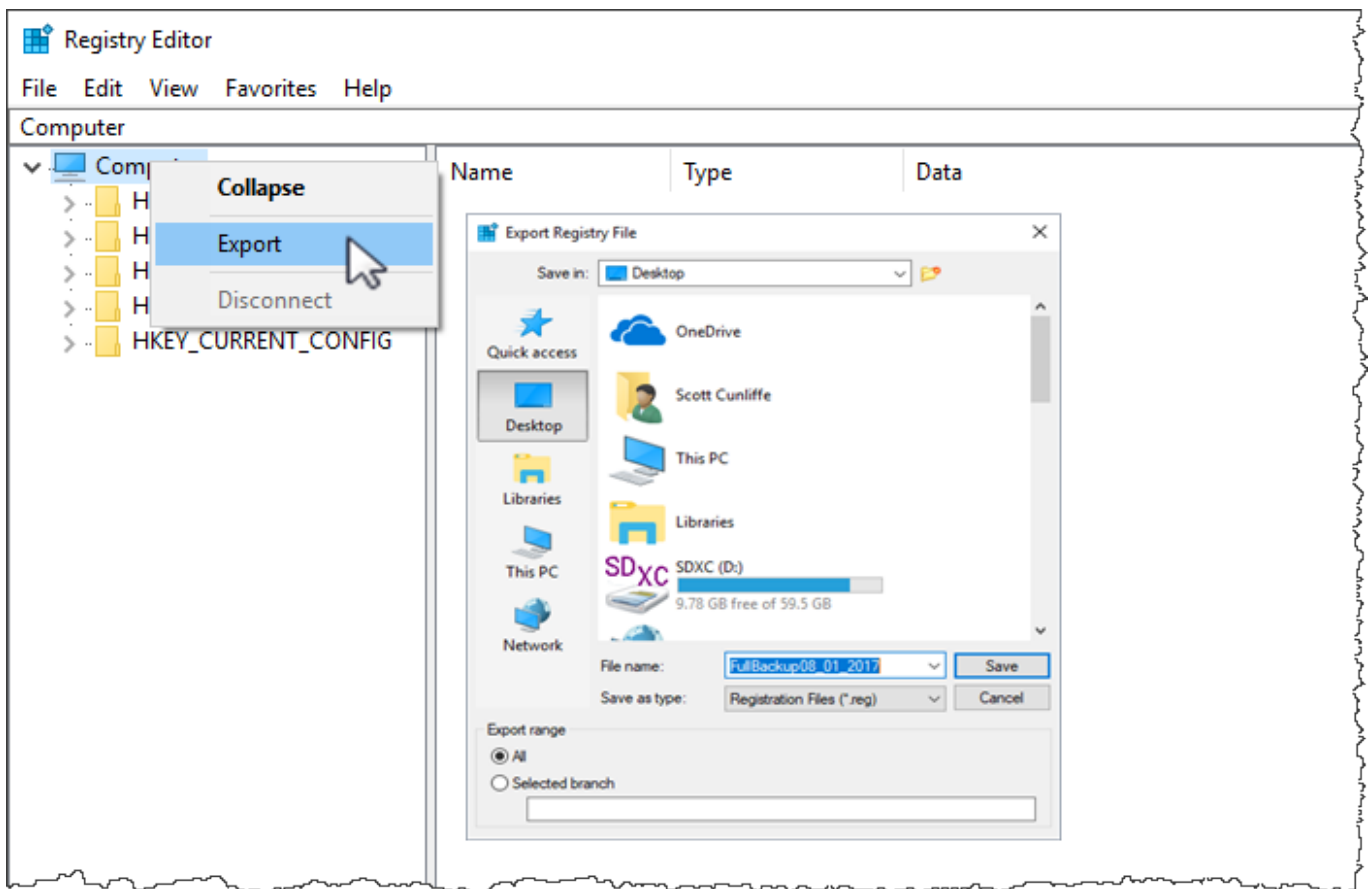 Registry Editor
File Edit View Favorites Help
Computer
Collapse
H
H
Export
H
H
Disconnect
HKEY_CURRENT_CONFIG
Name Type Data
Export Registry File
Save in: Desktop
Quick access
Desktop
Libraries
This PC
Network
OneDrive
Scott Cunliffe
This PC
Libraries
SDXC SDXC (D:)
9.78 GB free of 59.5 GB
File name: FullBackup08_01_2017 Save
Save as type: Registration Files (*.reg) Cancel
Export range
All
Selected branch